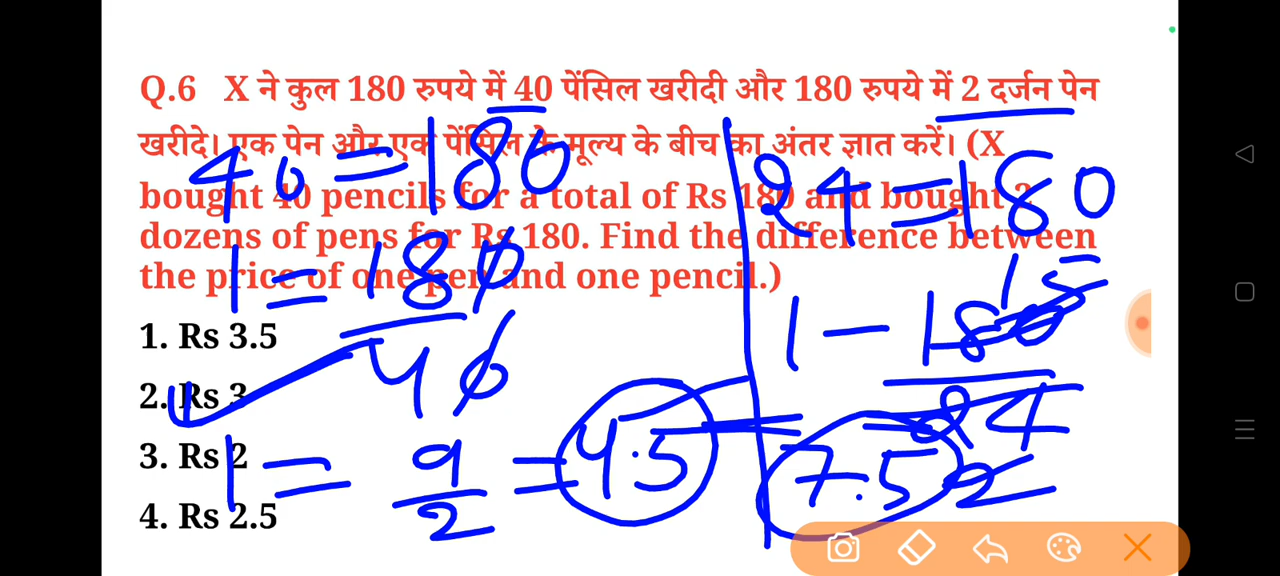 Q.6 X ने कुल 180 रुपये में 40 पेंसिल खरीदी और 180 रुपये में 2 दर्जन पेन
खरीदे। एक पेन और एक पेंसिल के मूल्य के बीच का अंतर ज्ञात करें। (X
40 = 180
24 = 180
bought 40 pencils for a total of Rs 180 and bought 2
dozens of pens for Rs 180. Find the difference between
the price of one pen and one pencil.)
1 = 180
40
1 - 180
15
24
2
1. Rs 3.5
2. Rs 3
3. Rs 2
1 = 9/2 = 4.5
7.5
4. Rs 2.5